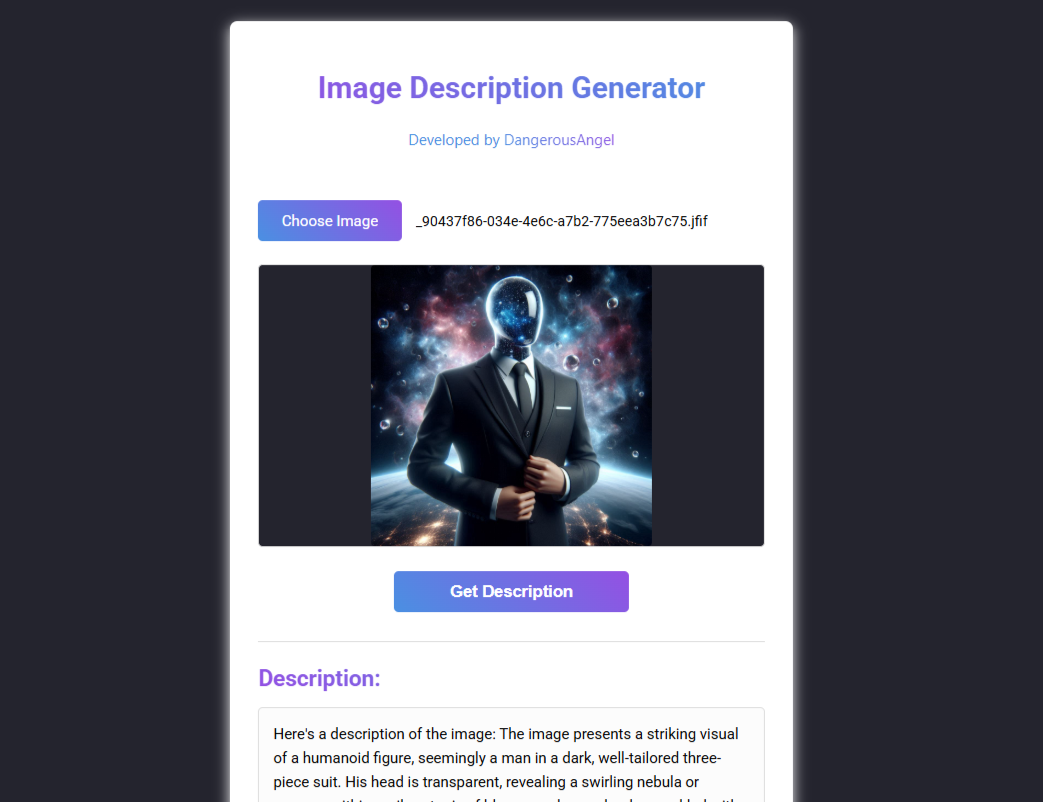 Image Description Generator
Developed by DangerousAngel
Choose Image _90437f86-034e-4e6c-a7b2-775eea3b7c75.jfif
Get Description
Description:
Here's a description of the image: The image presents a striking visual
of a humanoid figure, seemingly a man in a dark, well-tailored three-
piece suit. His head is transparent, revealing a swirling nebula or